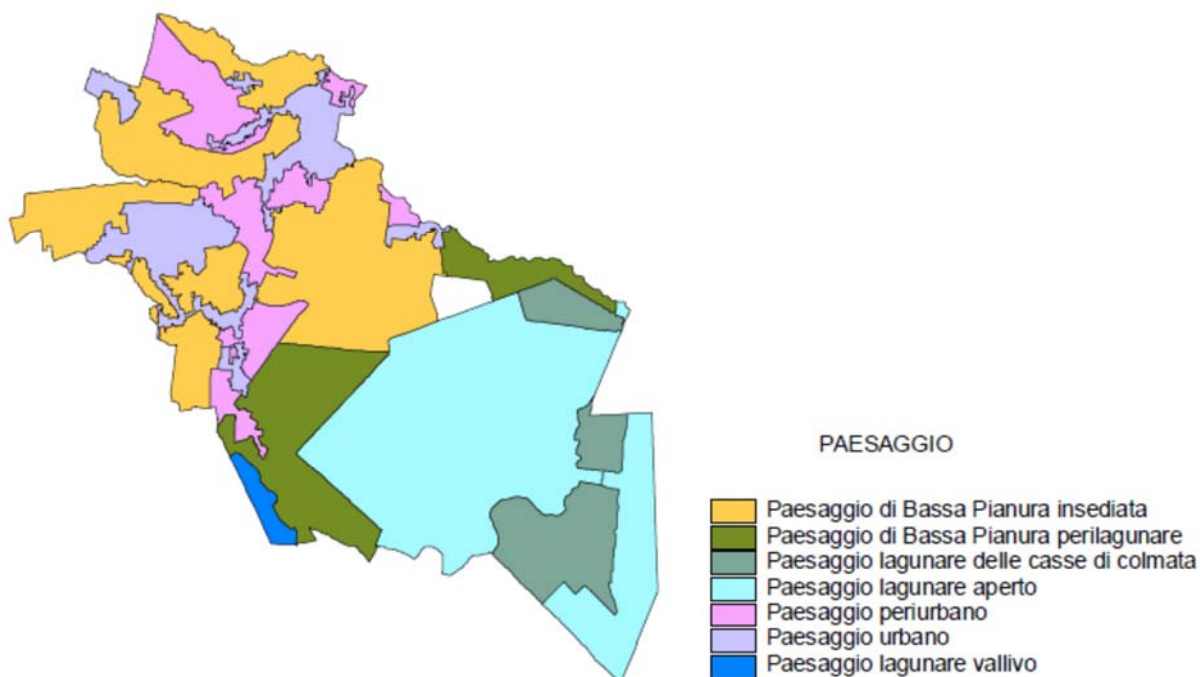 PAESAGGIO
Paesaggio di Bassa Pianura insediata
Paesaggio di Bassa Pianura perilagunare
Paesaggio lagunare delle casse di colmata
Paesaggio lagunare aperto
Paesaggio periurbano
Paesaggio urbano
Paesaggio lagunare vallivo